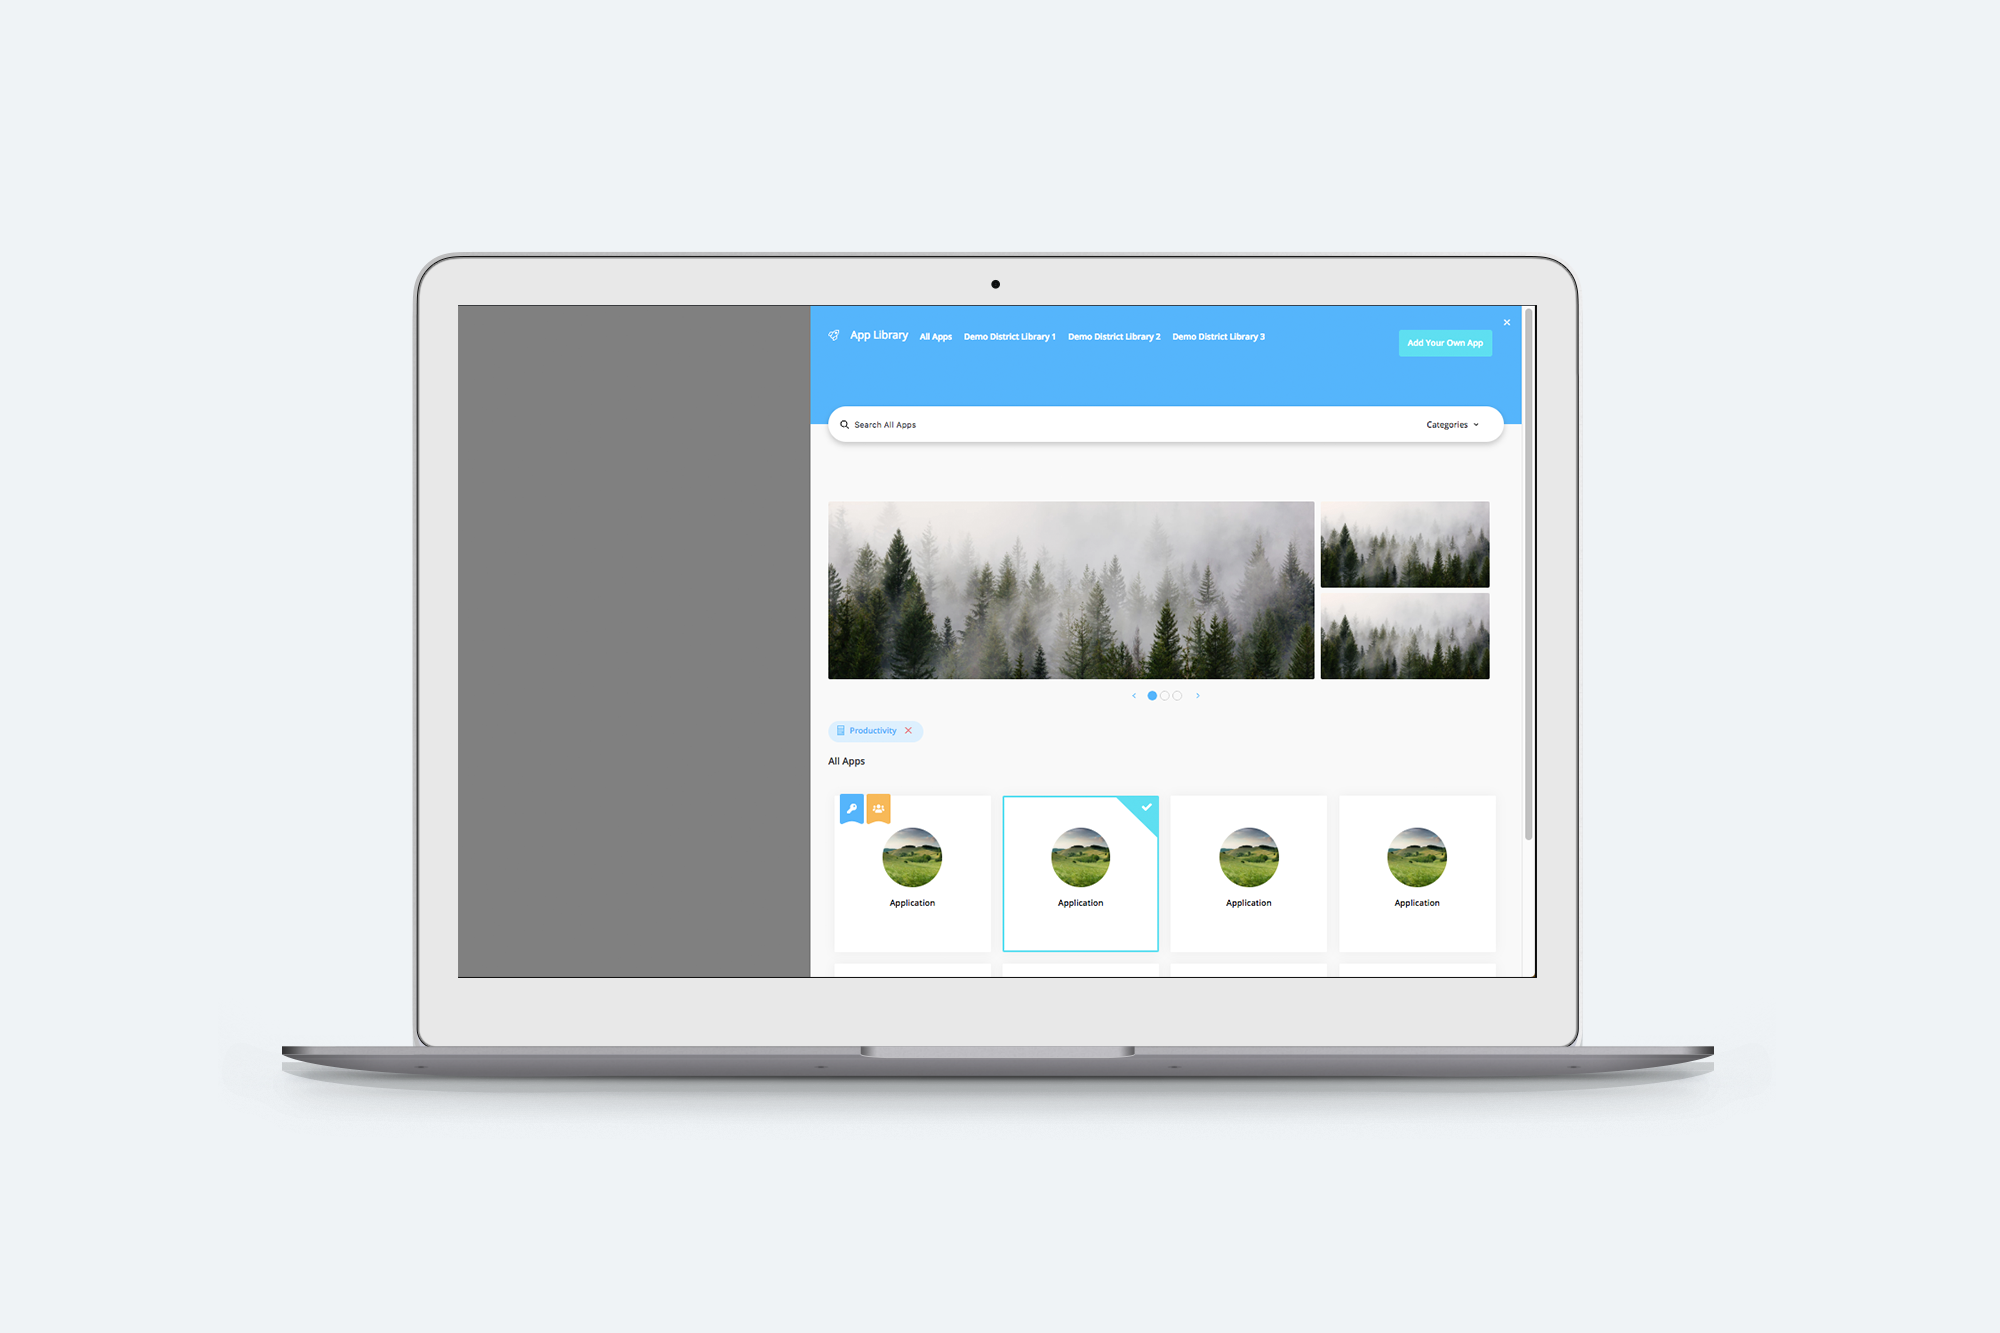 App Library All Apps Demo District Library 1 Demo District Library 2 Demo District Library 3
Add Your Own App
Search All Apps Categories
Productivity
All Apps
Application Application Application Application